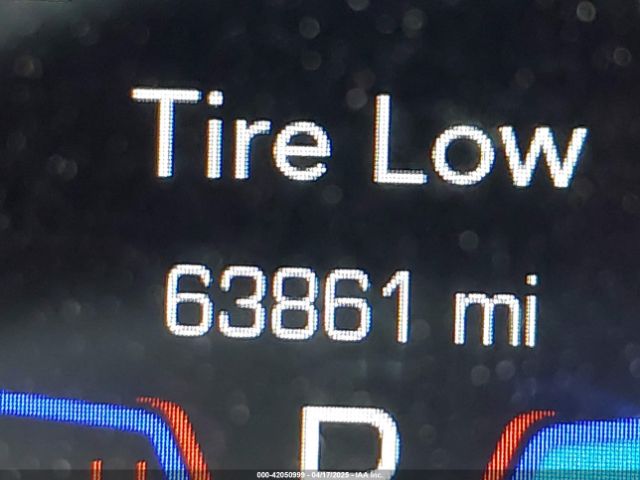 Tire Low
63861 mi
P
000-42050999 - 04/17/2025 - IAA Inc.